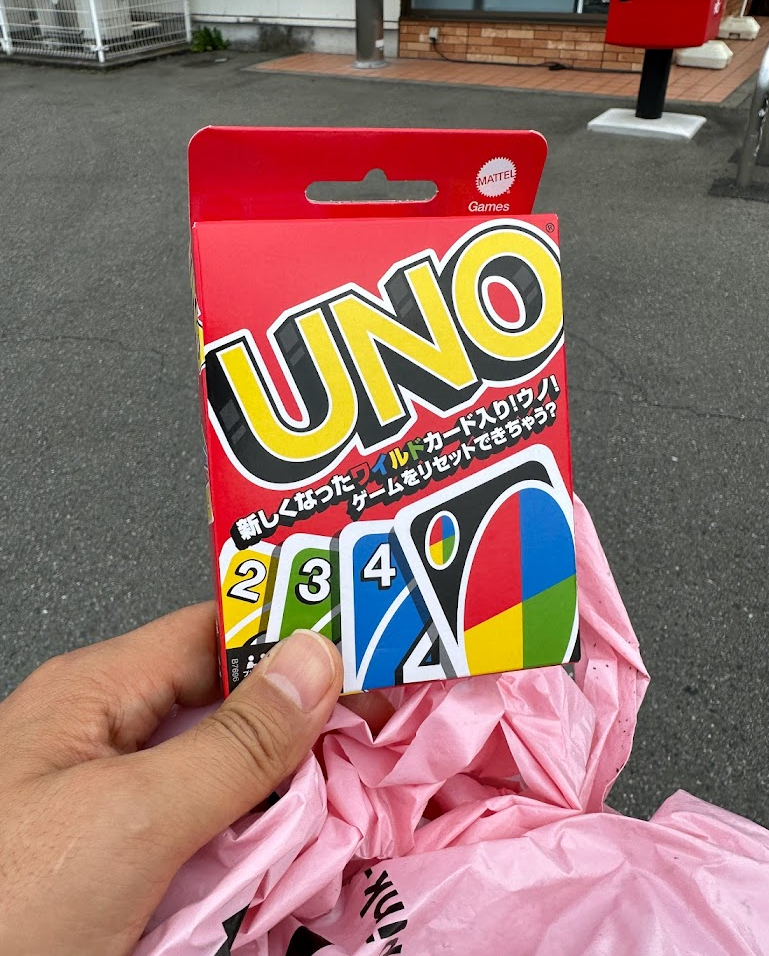 MATTEL
Games
UNO
®
新しくなったワイルドカード入り!ウノ!
ゲームをリセットできちゃう?
2
3
4
B7696